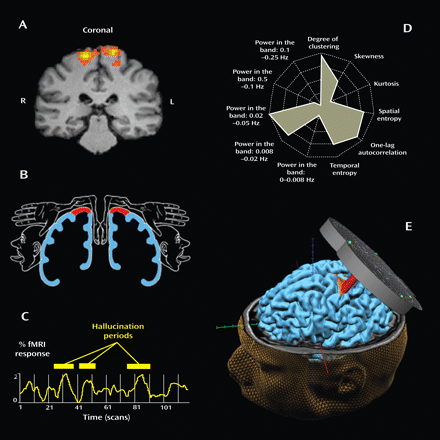 A
Coronal
R
L
B
C
% fMRI
response
Hallucination
periods
2
0
1
21
41
61
81
101
Time (scans)
D
Degree of
clustering
Skewness
Kurtosis
Spatial
entropy
One-lag
autocorrelation
Temporal
entropy
Power in the
band:
0–0.008 Hz
Power in the
band: 0.008
–0.02 Hz
Power in the
band: 0.02
–0.05 Hz
Power in the
band: 0.5
–0.1 Hz
Power in the
band: 0.1
–0.25 Hz
E